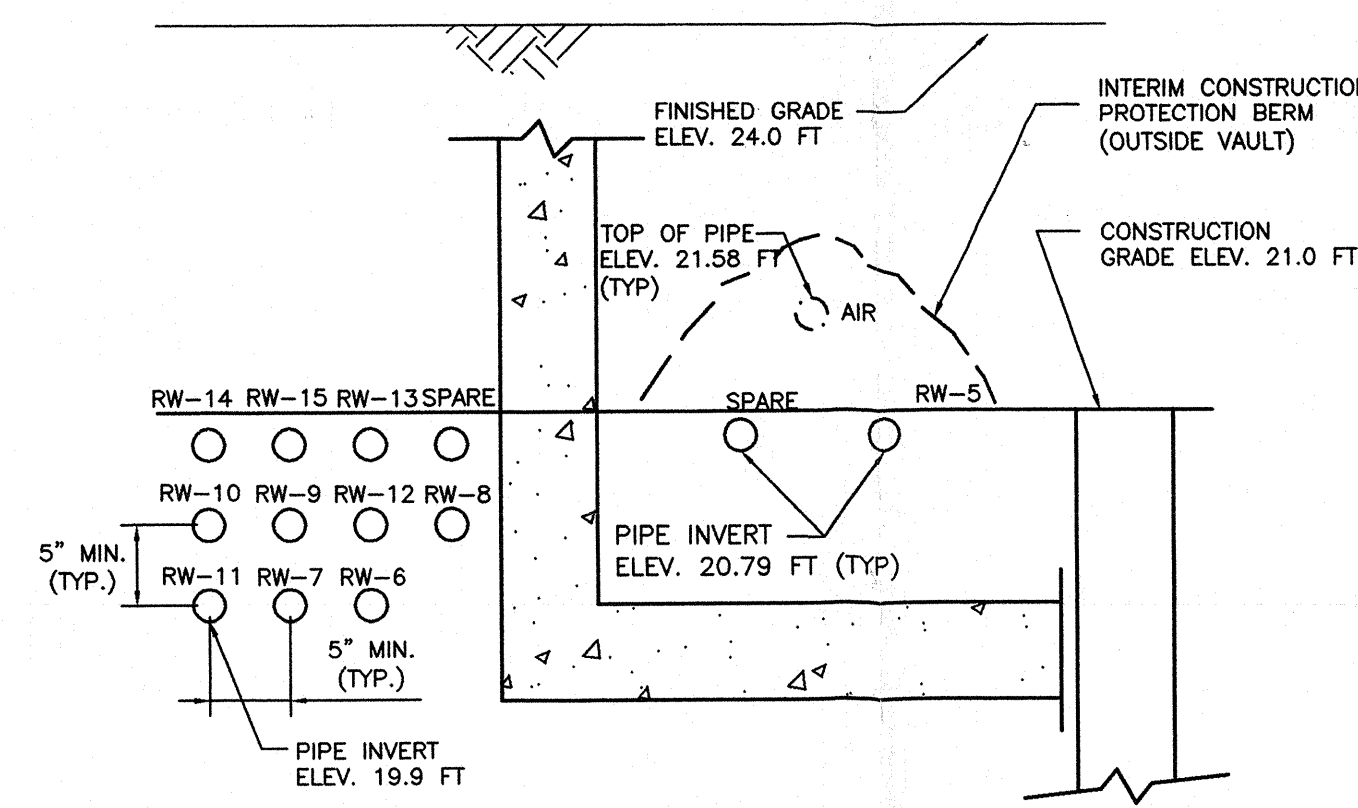 FINISHED GRADE
ELEV. 24.0 FT
INTERIM CONSTRUCTION
PROTECTION BERM
(OUTSIDE VAULT)
TOP OF PIPE
ELEV. 21.58 FT
(TYP)
AIR
CONSTRUCTION
GRADE ELEV. 21.0 FT
RW-14 RW-15 RW-13 SPARE
SPARE
RW-5
RW-10 RW-9 RW-12 RW-8
5" MIN.
(TYP.)
PIPE INVERT
ELEV. 20.79 FT (TYP)
RW-11 RW-7 RW-6
5" MIN.
(TYP.)
PIPE INVERT
ELEV. 19.9 FT